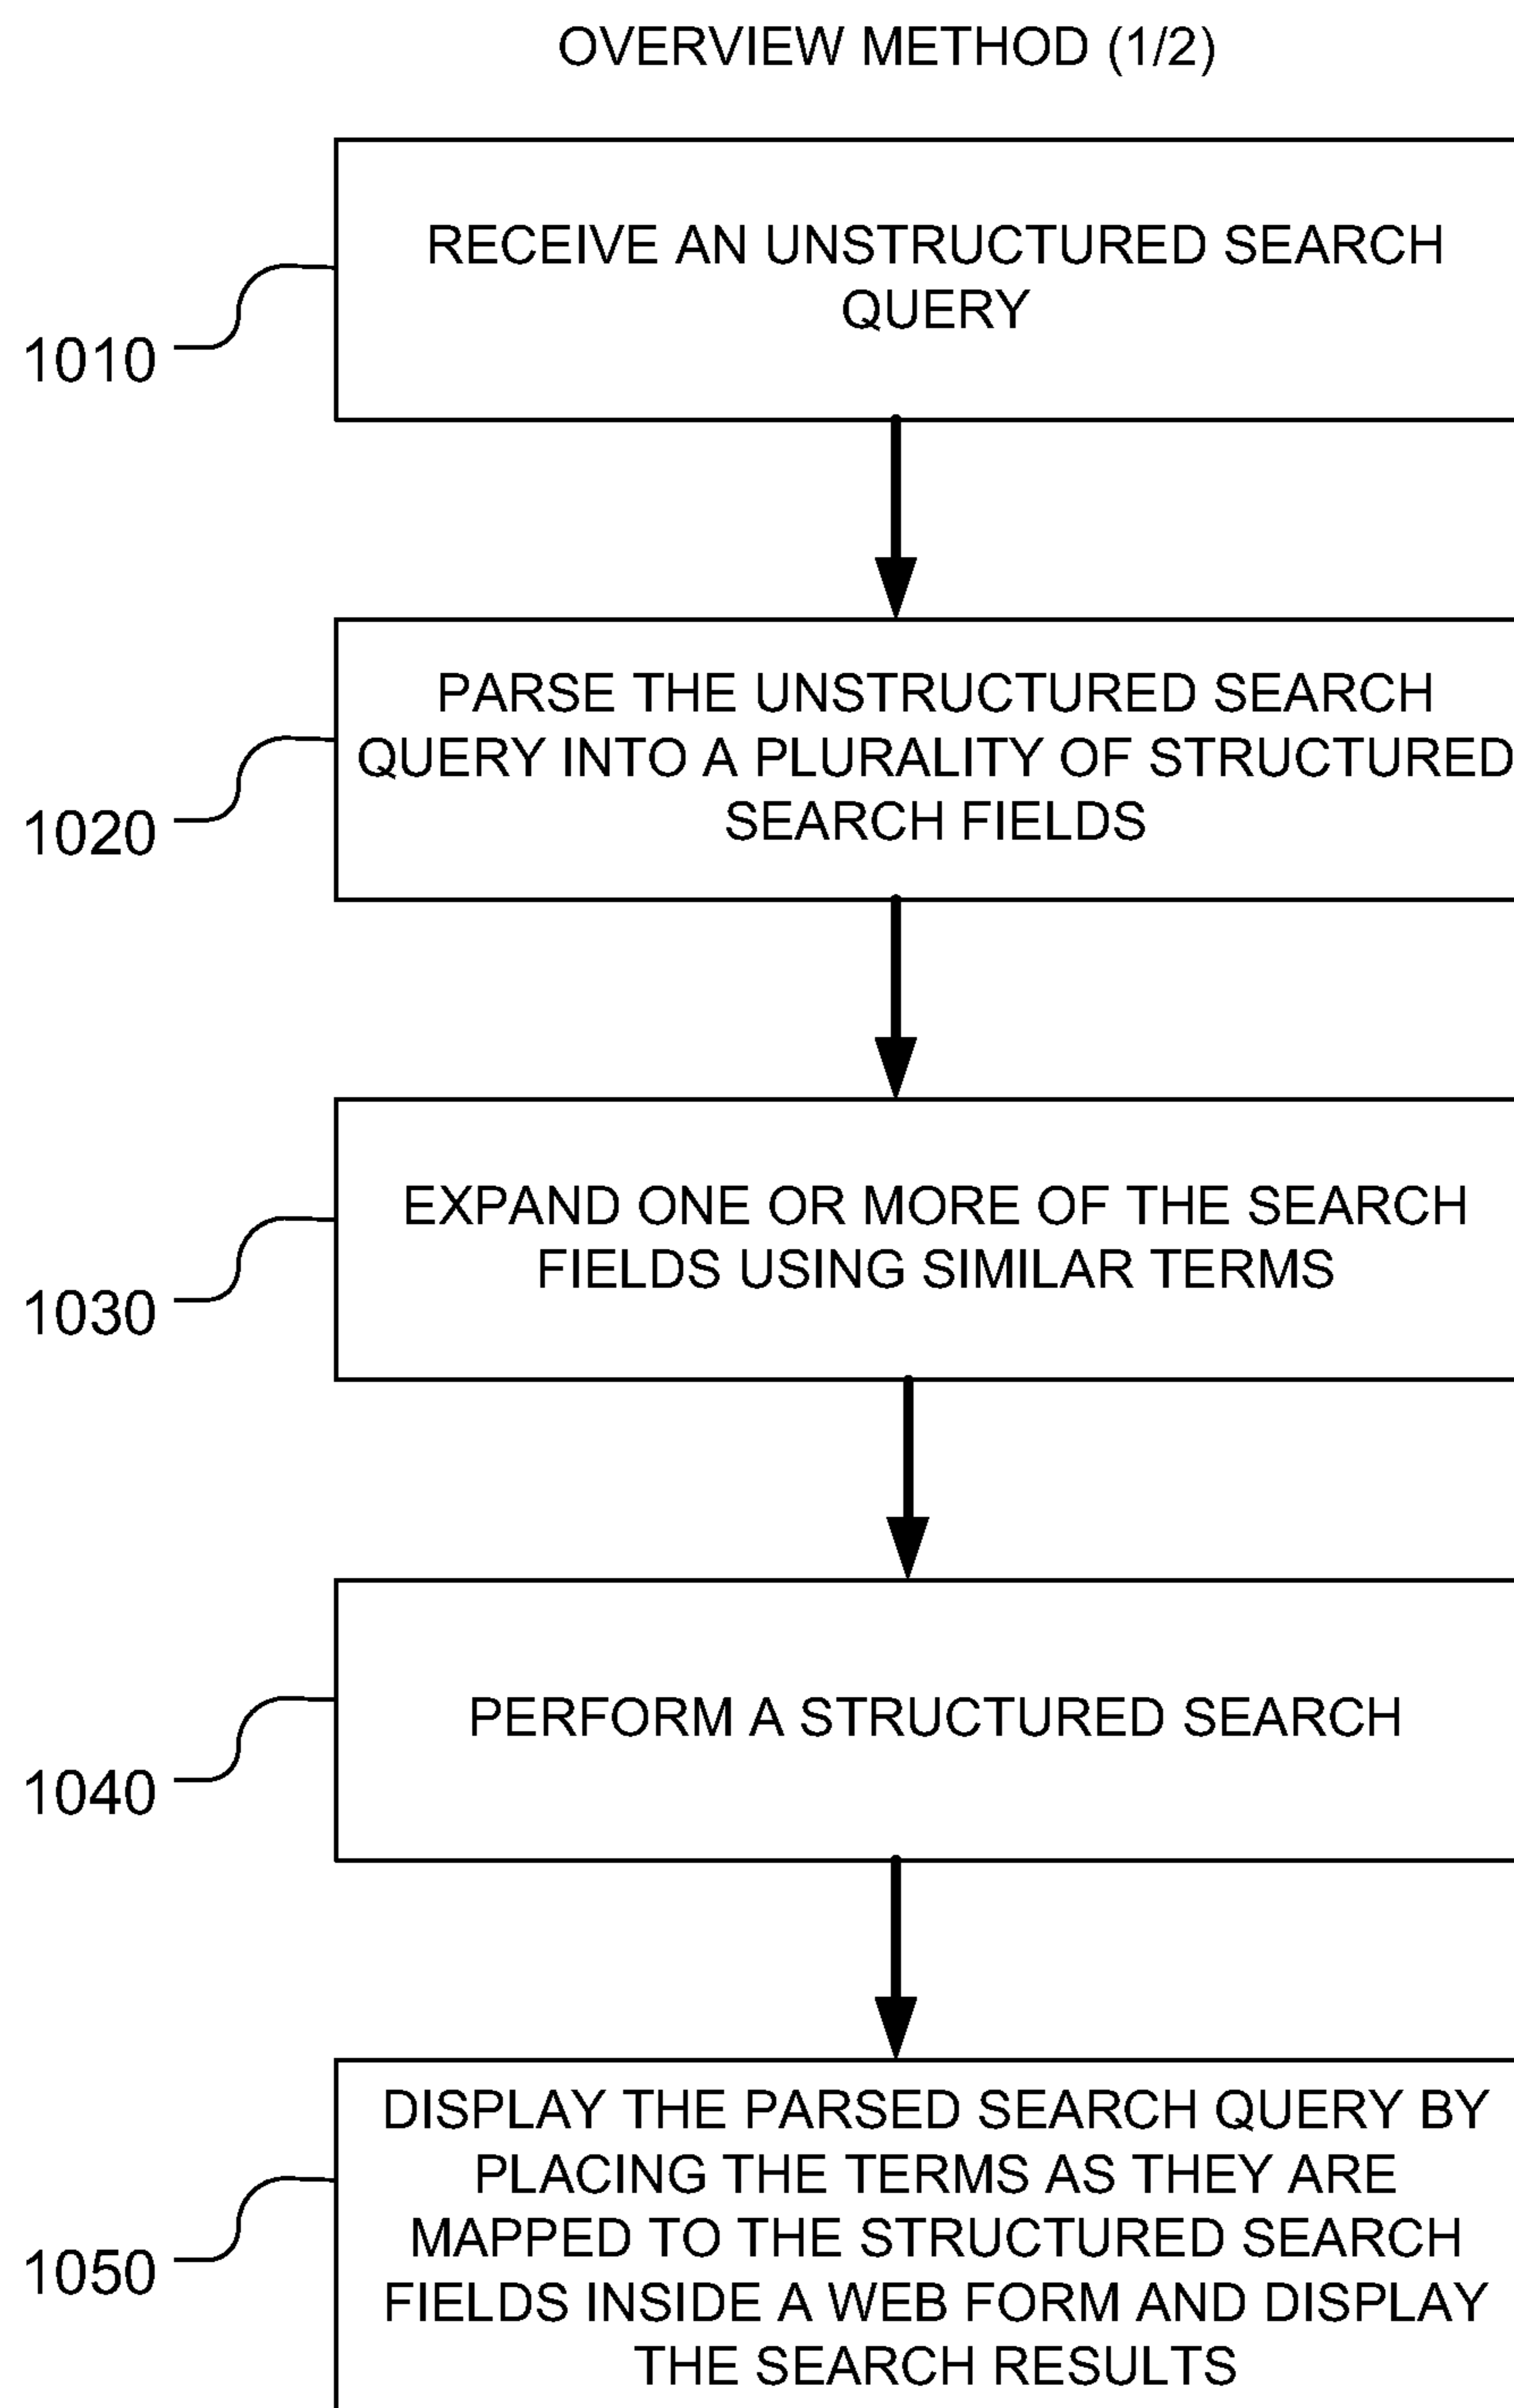 OVERVIEW METHOD (1/2)
RECEIVE AN UNSTRUCTURED SEARCH
QUERY
1010
PARSE THE UNSTRUCTURED SEARCH
QUERY INTO A PLURALITY OF STRUCTURED
SEARCH FIELDS
1020
EXPAND ONE OR MORE OF THE SEARCH
FIELDS USING SIMILAR TERMS
1030
PERFORM A STRUCTURED SEARCH
1040
DISPLAY THE PARSED SEARCH QUERY BY
PLACING THE TERMS AS THEY ARE
MAPPED TO THE STRUCTURED SEARCH
FIELDS INSIDE A WEB FORM AND DISPLAY
THE SEARCH RESULTS
1050